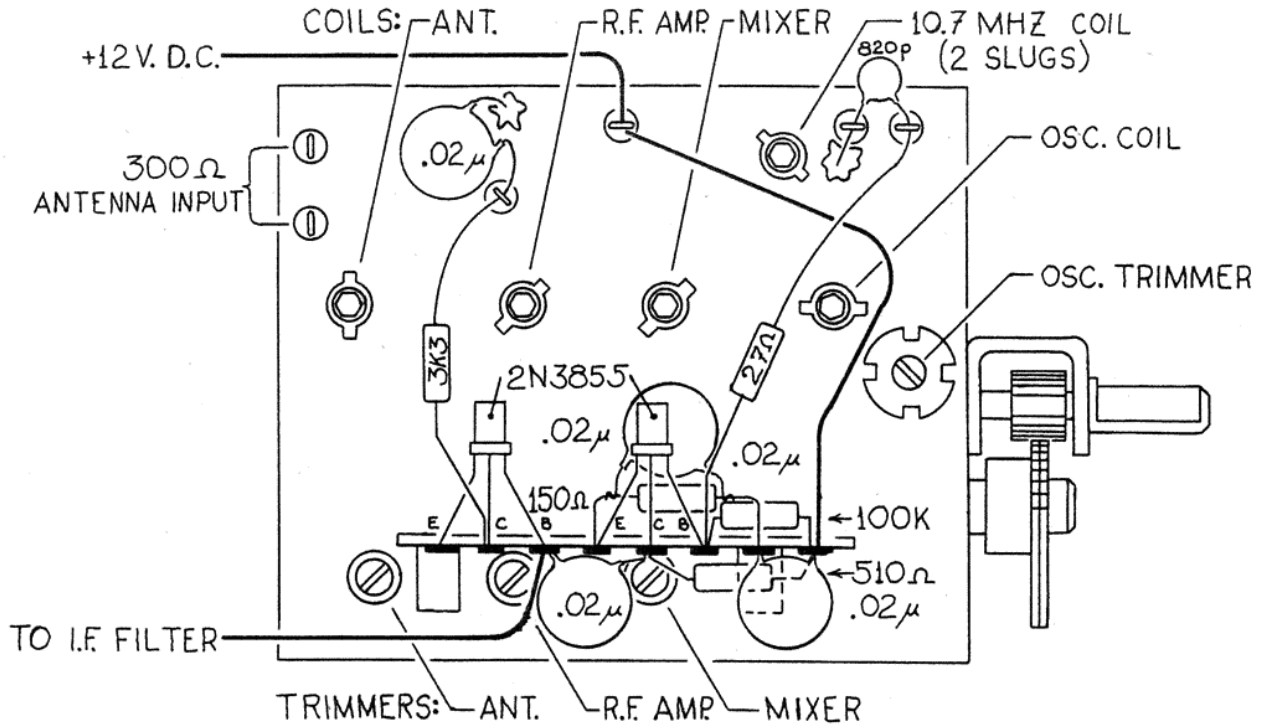 COILS: ANT.
R.F. AMP.
MIXER
10.7 MHZ COIL
(2 SLUGS)
+12 V. D.C.
820p
300Ω
ANTENNA INPUT
.02μ
OSC. COIL
OSC. TRIMMER
3K3
27Ω
2N3855
.02μ
.02μ
150Ω
E C B E C B
100K
510Ω
.02μ
.02μ
TO I.F. FILTER
TRIMMERS: ANT.
R.F. AMP.
MIXER